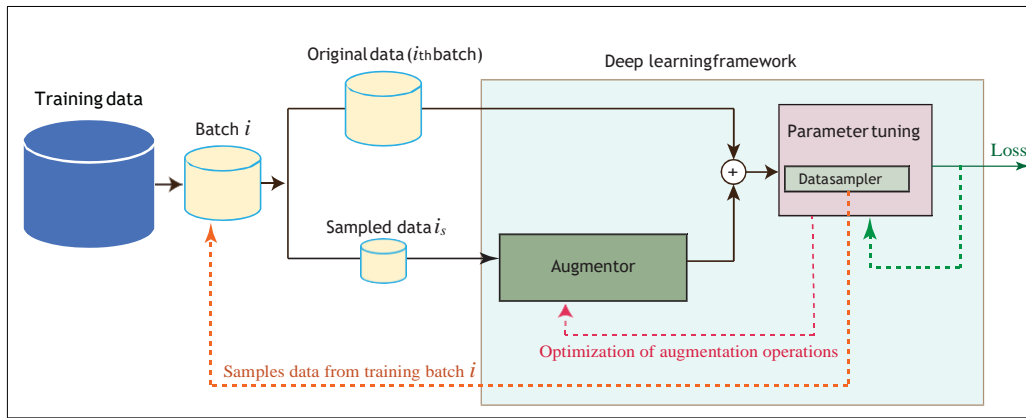 Original data (ith batch)
Deep learningframework
Training data
Batch i
Parameter tuning
Loss
+
Datasampler
Sampled data is
Augmentor
Optimization of augmentation operations
Samples data from training batch i